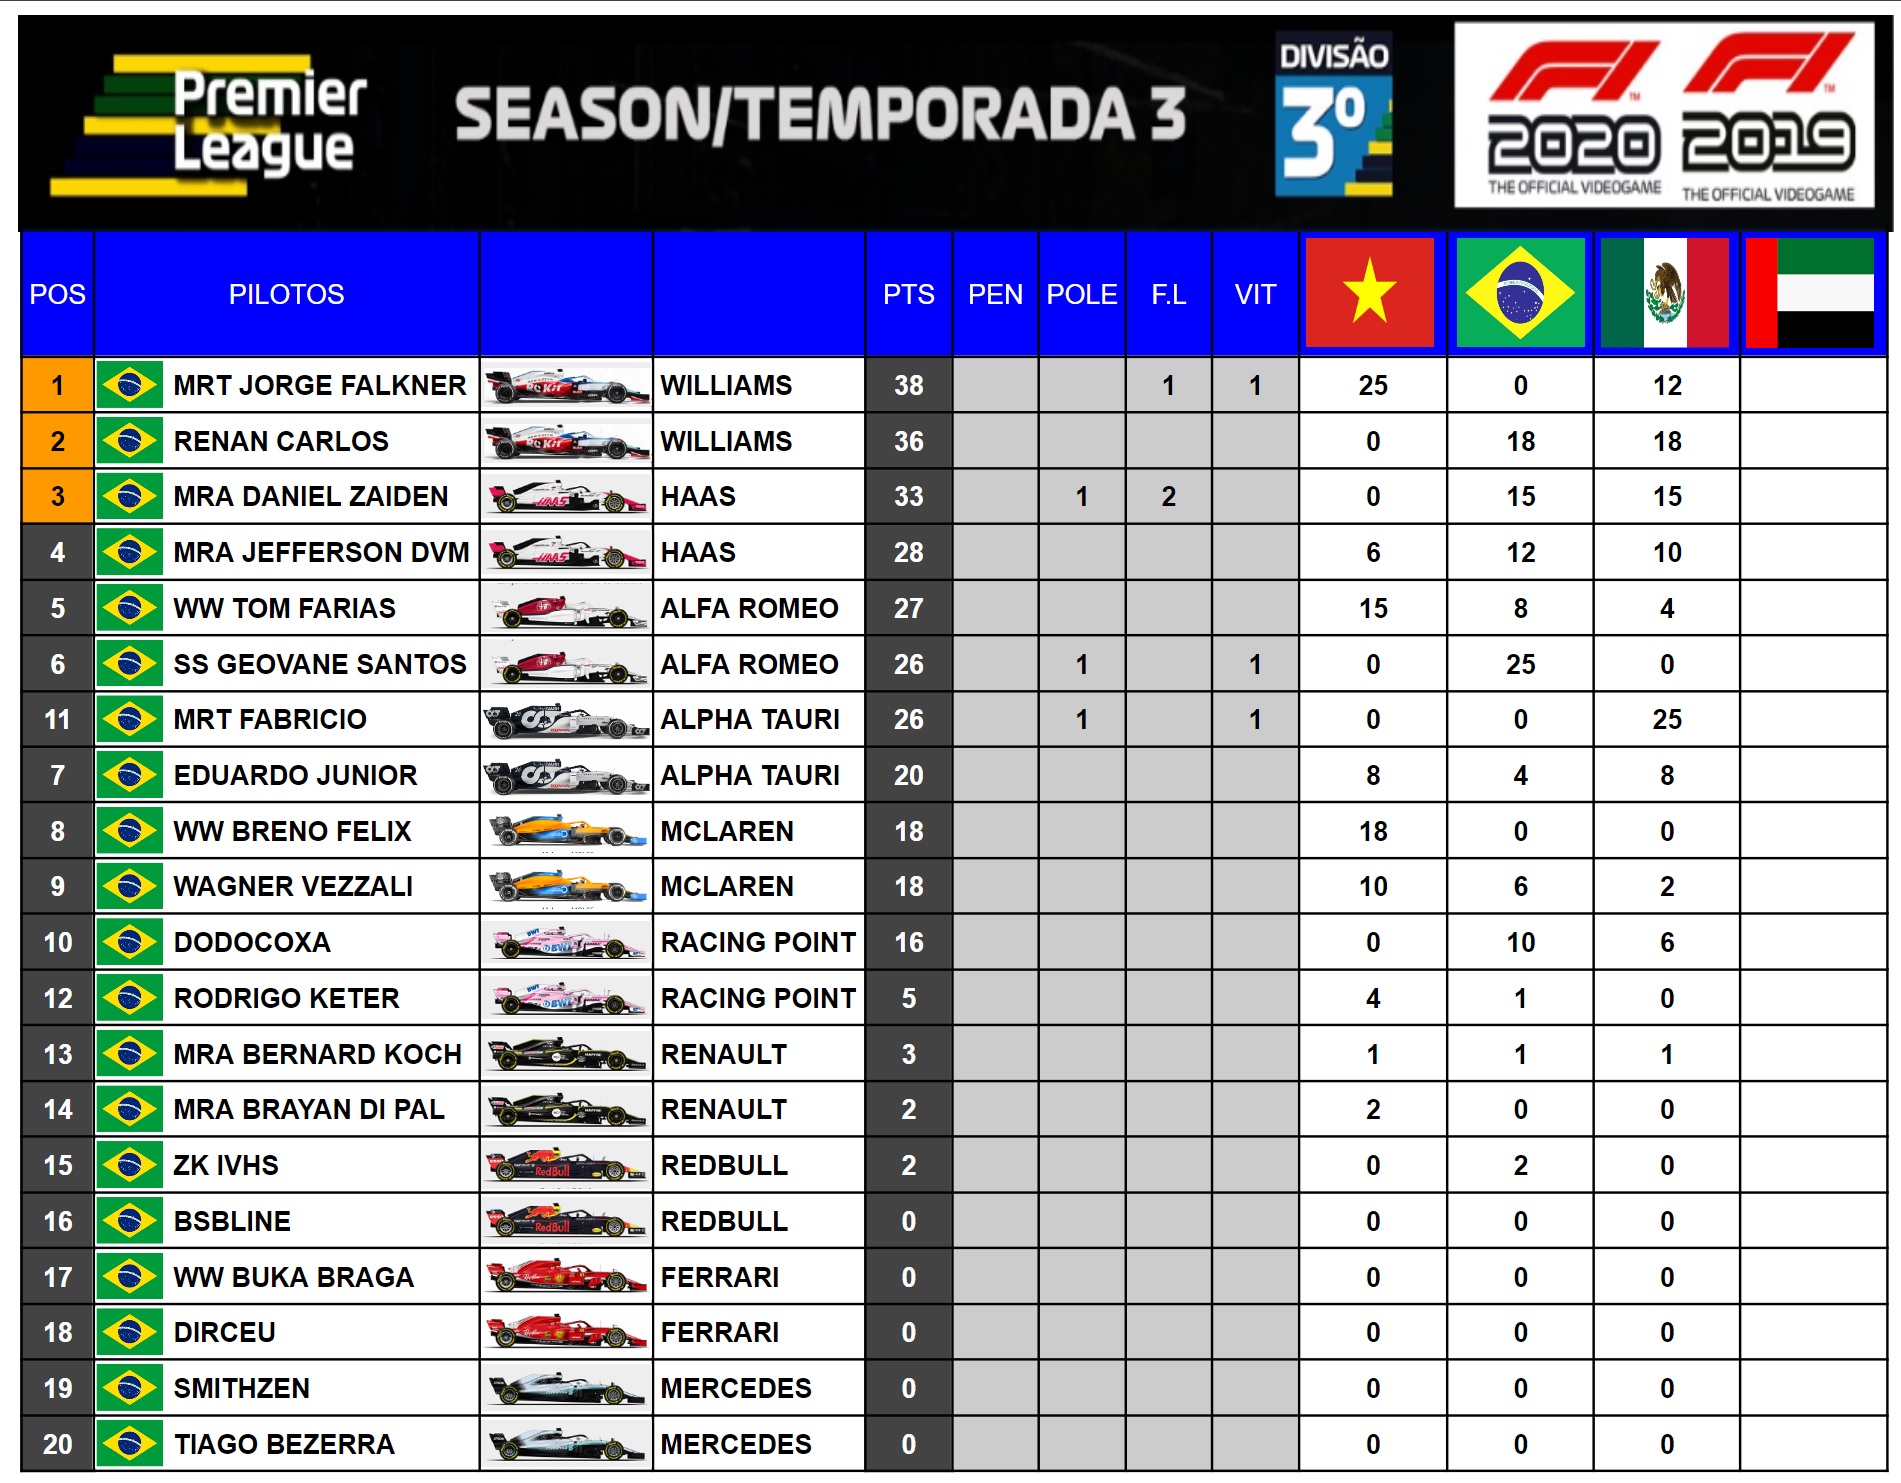 Premier
League
SEASON/TEMPORADA 3
DIVISÃO
3º
F1 2020
THE OFFICIAL VIDEOGAME
F1 2019
THE OFFICIAL VIDEOGAME
POS PILOTOS PTS PEN POLE F.L VIT
1 MRT JORGE FALKNER WILLIAMS 38 1 1 25 0 12
2 RENAN CARLOS WILLIAMS 36 0 18 18
3 MRA DANIEL ZAIDEN HAAS 33 1 2 0 15 15
4 MRA JEFFERSON DVM HAAS 28 6 12 10
5 WW TOM FARIAS ALFA ROMEO 27 15 8 4
6 SS GEOVANE SANTOS ALFA ROMEO 26 1 1 0 25 0
11 MRT FABRICIO ALPHA TAURI 26 1 1 0 0 25
7 EDUARDO JUNIOR ALPHA TAURI 20 8 4 8
8 WW BRENO FELIX MCLAREN 18 18 0 0
9 WAGNER VEZZALI MCLAREN 18 10 6 2
10 DODOCOXA RACING POINT 16 0 10 6
12 RODRIGO KETER RACING POINT 5 4 1 0
13 MRA BERNARD KOCH RENAULT 3 1 1 1
14 MRA BRAYAN DI PAL RENAULT 2 2 0 0
15 ZK IVHS RedBull REDBULL 2 0 2 0
16 BSBLINE RedBull REDBULL 0 0 0 0
17 WW BUKA BRAGA FERRARI 0 0 0 0
18 DIRCEU FERRARI 0 0 0 0
19 SMITHZEN MERCEDES 0 0 0 0
20 TIAGO BEZERRA MERCEDES 0 0 0 0